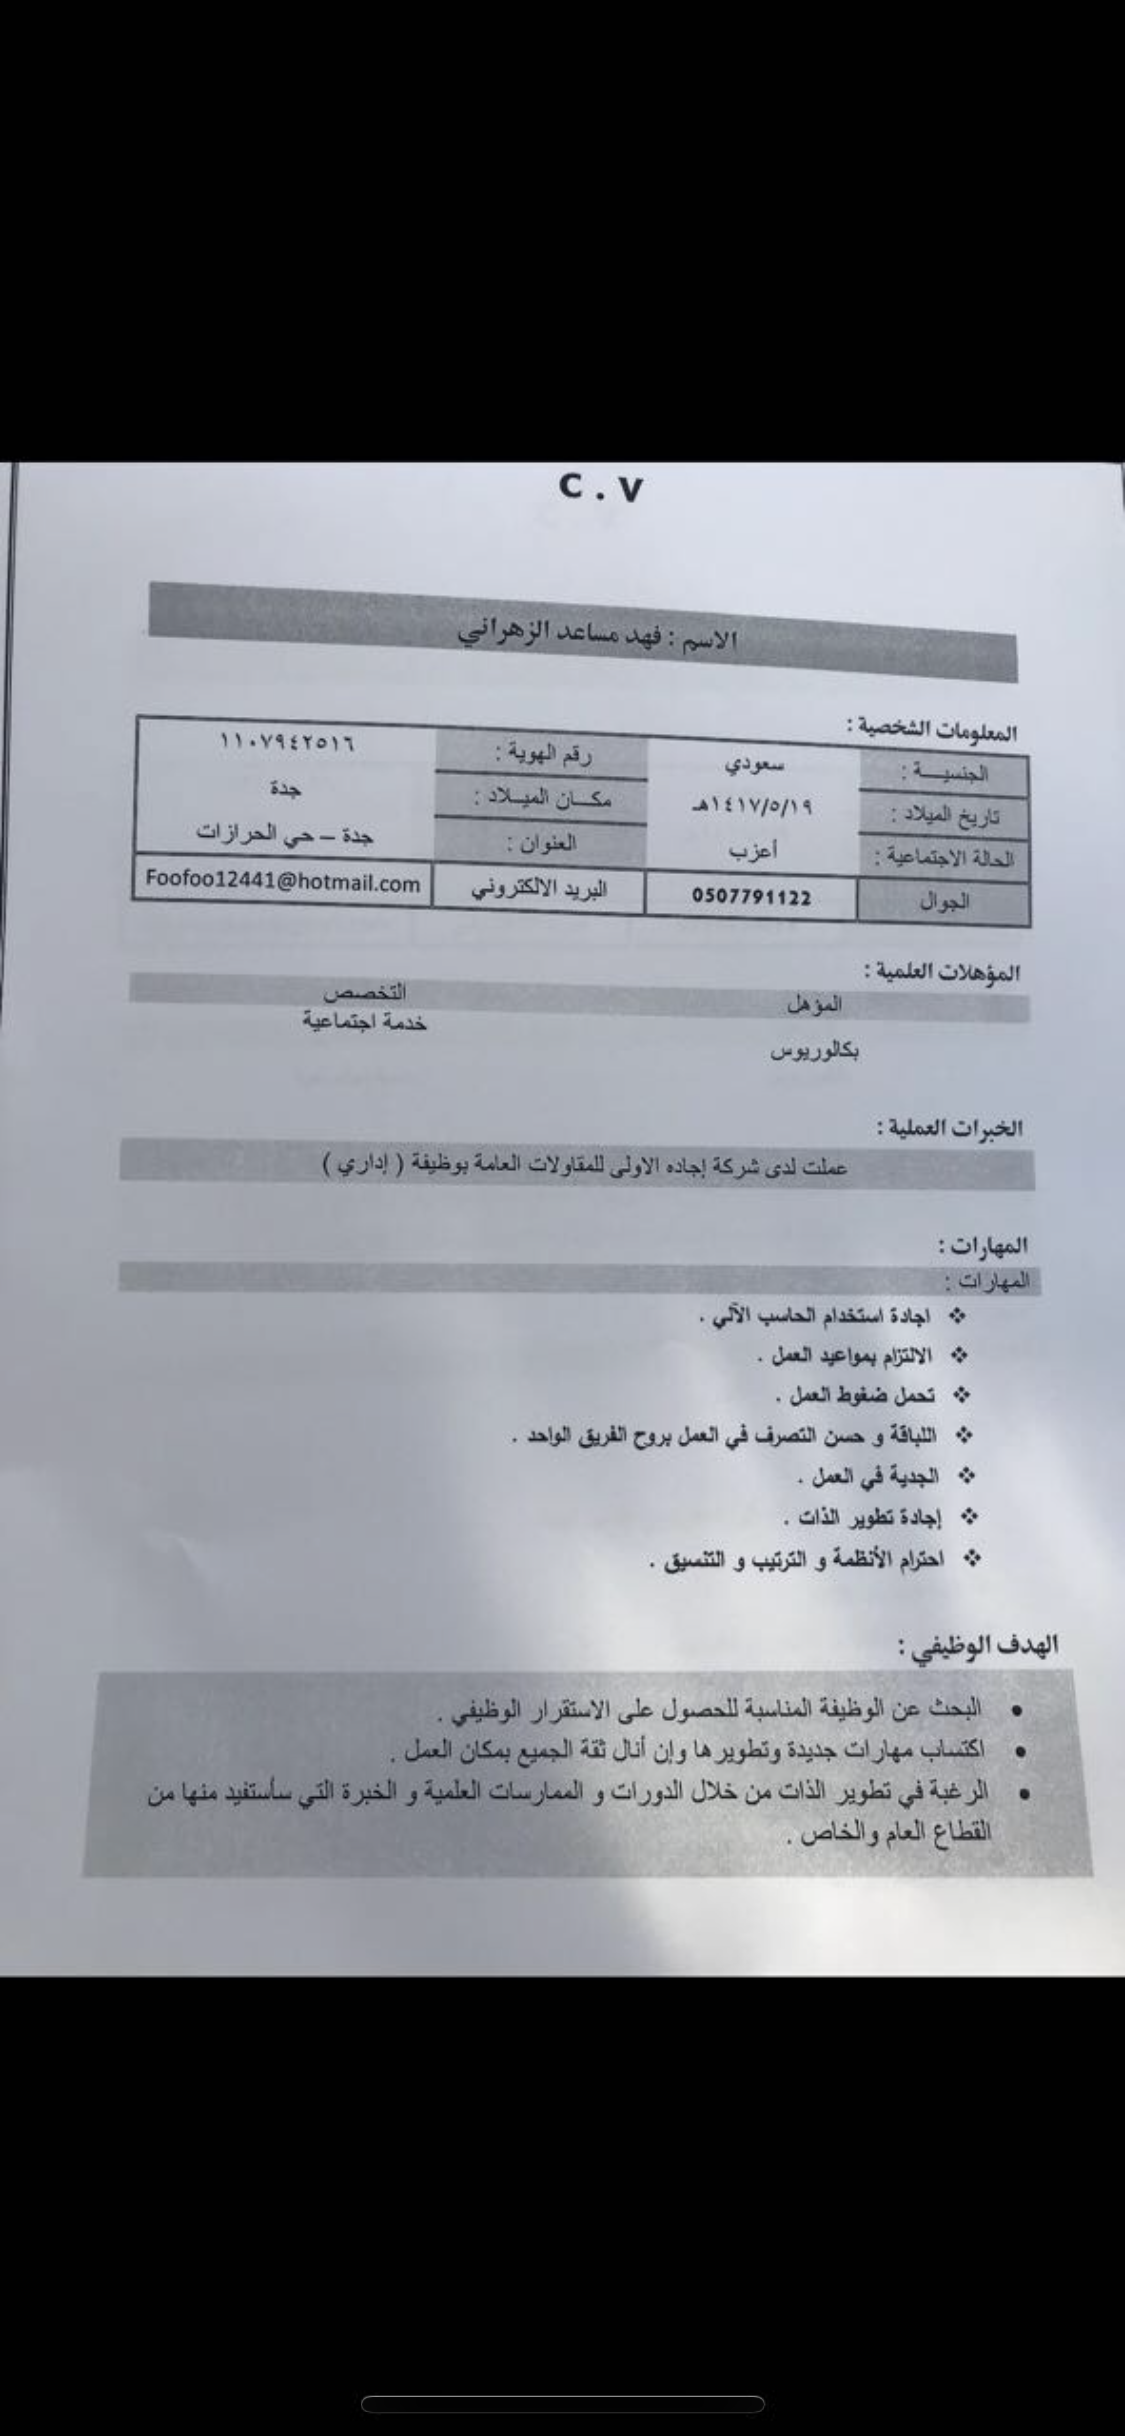 C . V
الاسم : فهد مساعد الزهراني
المعلومات الشخصية :
الجنسيـــة : سعودي رقم الهوية : ١١٠٧٩٤٢٥١٦
تاريخ الميلاد : ١٤١٧/٥/١٩هـ مكـــان الميــلاد : جدة
الحالة الاجتماعية : أعزب العنوان : جدة – حي الحرازات
الجوال 0507791122 البريد الالكتروني Foofoo12441@hotmail.com
المؤهلات العلمية :
المؤهل التخصص
بكالوريوس خدمة اجتماعية
الخبرات العملية :
عملت لدى شركة إجاده الاولى للمقاولات العامة بوظيفة ( إداري )
المهارات :
المهارات :
❖ اجادة استخدام الحاسب الآلي .
❖ الالتزام بمواعيد العمل .
❖ تحمل ضغوط العمل .
❖ اللباقة و حسن التصرف في العمل بروح الفريق الواحد .
❖ الجدية في العمل .
❖ إجادة تطوير الذات .
❖ احترام الأنظمة و الترتيب و التنسيق .
الهدف الوظيفي :
• البحث عن الوظيفة المناسبة للحصول على الاستقرار الوظيفي .
• اكتساب مهارات جديدة وتطويرها وإن أنال ثقة الجميع بمكان العمل .
• الرغبة في تطوير الذات من خلال الدورات و الممارسات العلمية و الخبرة التي سأستفيد منها من
القطاع العام والخاص .